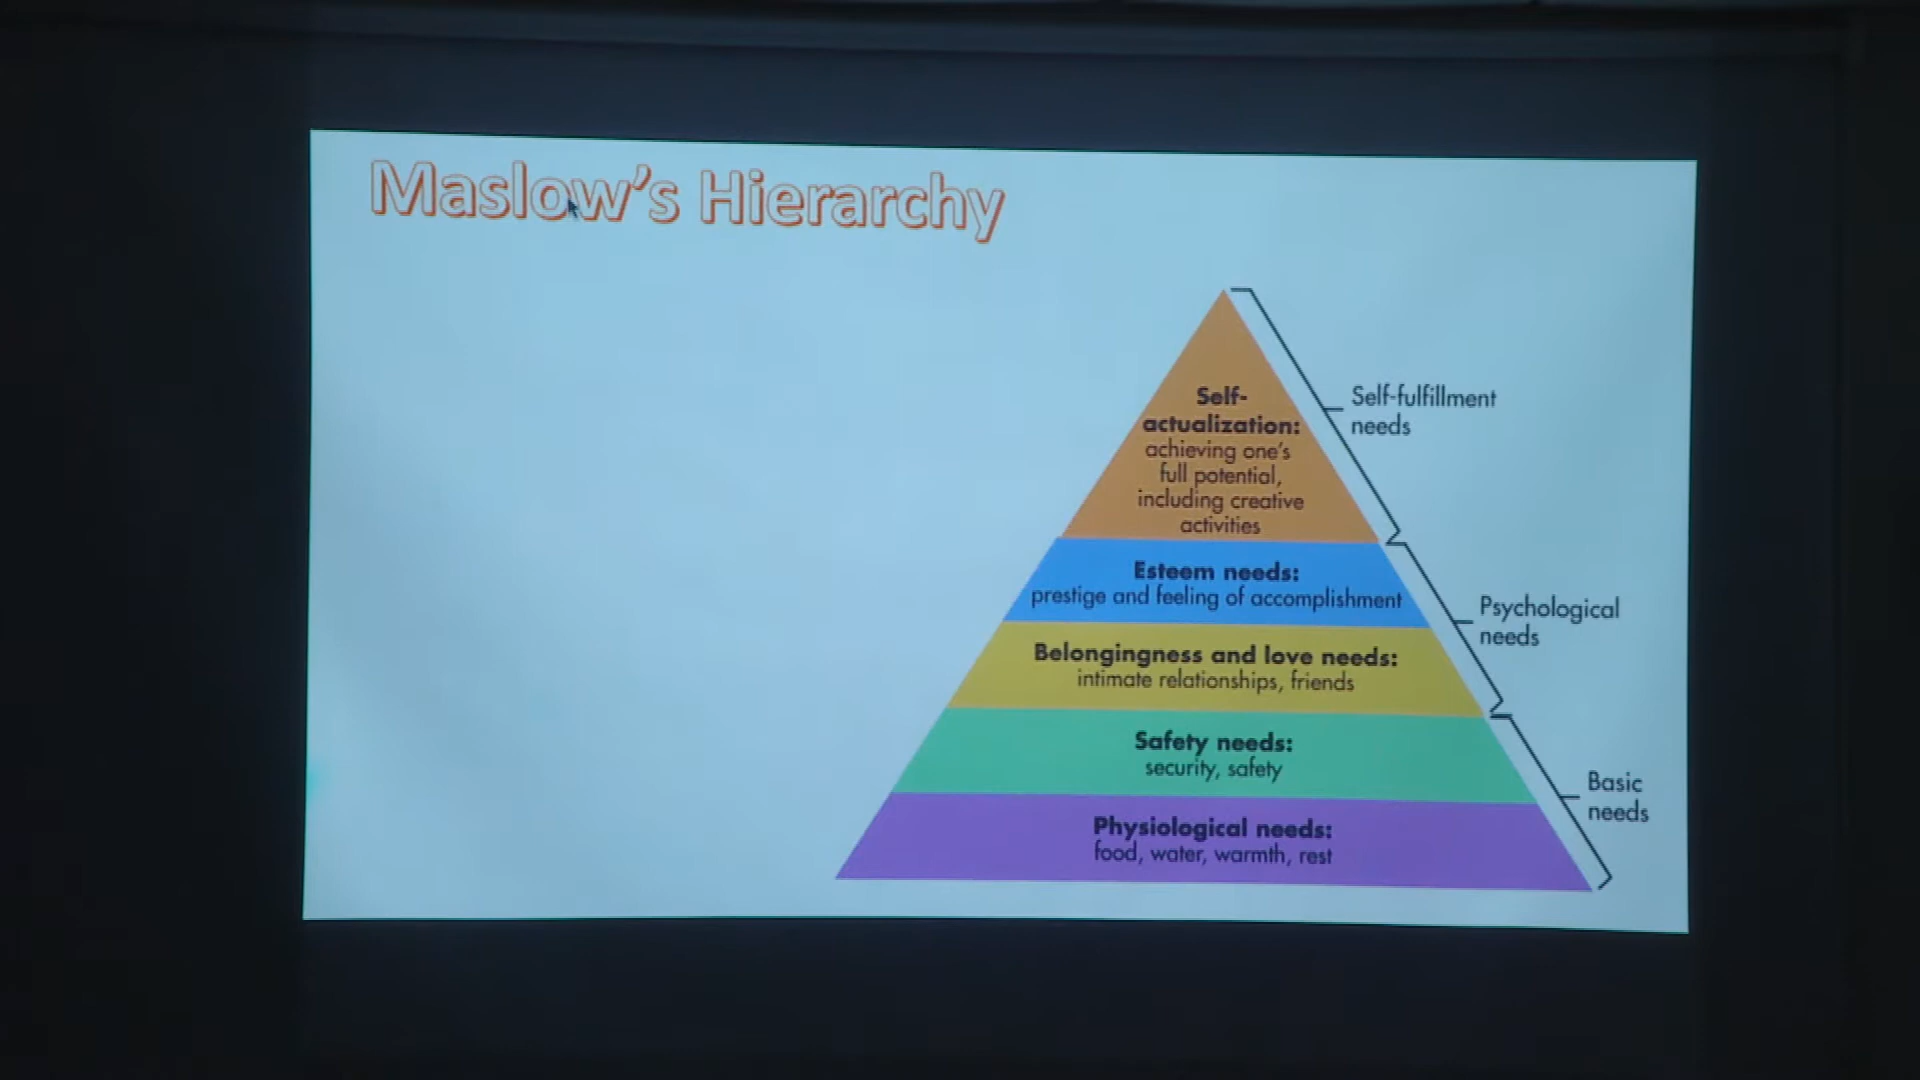 Maslow's Hierarchy
Self-
actualization:
achieving one's
full potential,
including creative
activities
Self-fulfillment
needs
Esteem needs:
prestige and feeling of accomplishment
Psychological
needs
Belongingness and love needs:
intimate relationships, friends
Safety needs:
security, safety
Basic
needs
Physiological needs:
food, water, warmth, rest